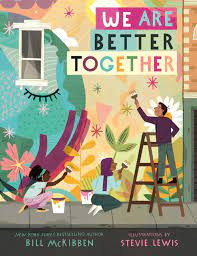 WE ARE
BETTER
TOGETHER
NEW YORK TIMES BESTSELLING AUTHOR
BILL McKIBBEN
ILLUSTRATIONS BY
STEVIE LEWIS